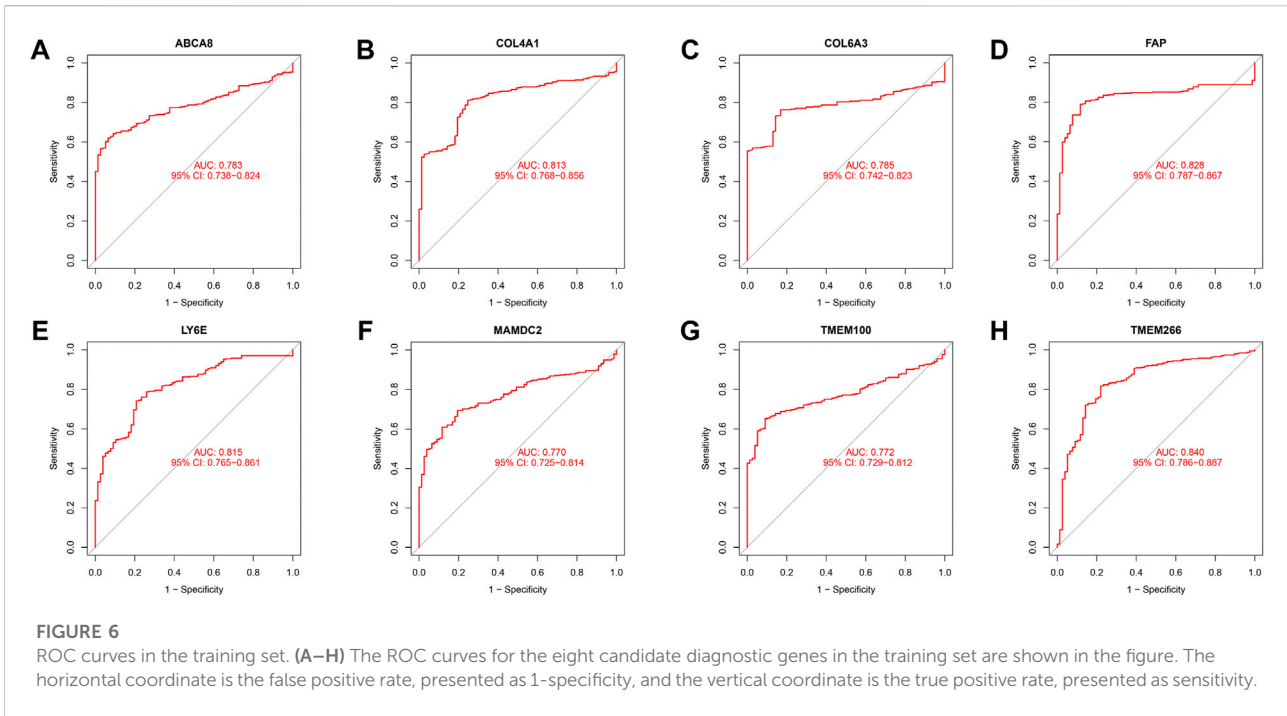 A
ABCA8
Sensitivity
1.0
0.8
0.6
0.4
0.2
0.0
AUC: 0.783
95% CI: 0.738−0.824
0.0 0.2 0.4 0.6 0.8 1.0
1 − Specificity
B
COL4A1
Sensitivity
1.0
0.8
0.6
0.4
0.2
0.0
AUC: 0.813
95% CI: 0.768−0.856
0.0 0.2 0.4 0.6 0.8 1.0
1 − Specificity
C
COL6A3
Sensitivity
1.0
0.8
0.6
0.4
0.2
0.0
AUC: 0.785
95% CI: 0.742−0.823
0.0 0.2 0.4 0.6 0.8 1.0
1 − Specificity
D
FAP
Sensitivity
1.0
0.8
0.6
0.4
0.2
0.0
AUC: 0.828
95% CI: 0.787−0.867
0.0 0.2 0.4 0.6 0.8 1.0
1 − Specificity
E
LY6E
Sensitivity
1.0
0.8
0.6
0.4
0.2
0.0
AUC: 0.815
95% CI: 0.765−0.861
0.0 0.2 0.4 0.6 0.8 1.0
1 − Specificity
F
MAMDC2
Sensitivity
1.0
0.8
0.6
0.4
0.2
0.0
AUC: 0.770
95% CI: 0.725−0.814
0.0 0.2 0.4 0.6 0.8 1.0
1 − Specificity
G
TMEM100
Sensitivity
1.0
0.8
0.6
0.4
0.2
0.0
AUC: 0.772
95% CI: 0.729−0.812
0.0 0.2 0.4 0.6 0.8 1.0
1 − Specificity
H
TMEM266
Sensitivity
1.0
0.8
0.6
0.4
0.2
0.0
AUC: 0.840
95% CI: 0.786−0.887
0.0 0.2 0.4 0.6 0.8 1.0
1 − Specificity
FIGURE 6
ROC curves in the training set. (A–H) The ROC curves for the eight candidate diagnostic genes in the training set are shown in the figure. The
horizontal coordinate is the false positive rate, presented as 1-specificity, and the vertical coordinate is the true positive rate, presented as sensitivity.